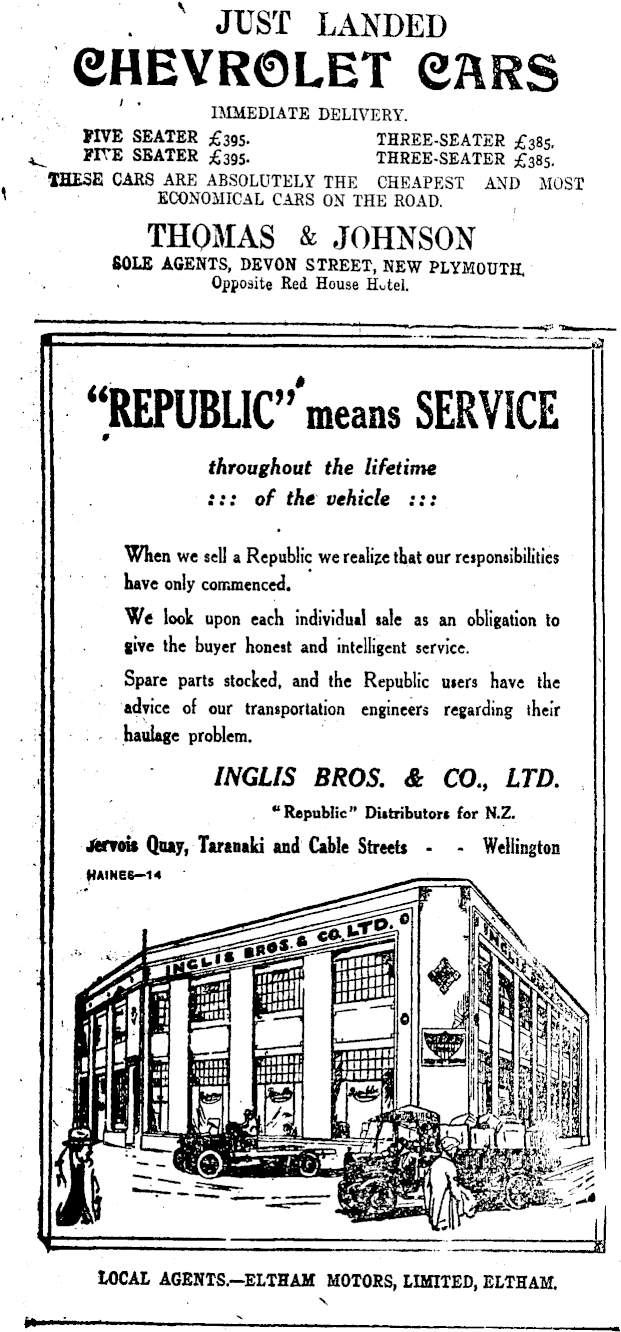 JUST LANDED
CHEVROLET CARS
IMMEDIATE DELIVERY.
FIVE SEATER £395.
THREE-SEATER £385.
FIVE SEATER £395.
THREE-SEATER £385.
THESE CARS ARE ABSOLUTELY THE CHEAPEST AND MOST
ECONOMICAL CARS ON THE ROAD.
THOMAS & JOHNSON
SOLE AGENTS, DEVON STREET, NEW PLYMOUTH.
Opposite Red House Hotel.
"REPUBLIC" means SERVICE
throughout the lifetime
::: of the vehicle :::
When we sell a Republic we realize that our responsibilities
have only commenced.
We look upon each individual sale as an obligation to
give the buyer honest and intelligent service.
Spare parts stocked, and the Republic users have the
advice of our transportation engineers regarding their
haulage problem.
INGLIS BROS. & CO., LTD.
"Republic" Distributors for N.Z.
Jervois Quay, Taranaki and Cable Streets - - Wellington
HAINES—14
INGLIS BROS. & CO. LTD.
INGLIS
LOCAL AGENTS.—ELTHAM MOTORS, LIMITED, ELTHAM.